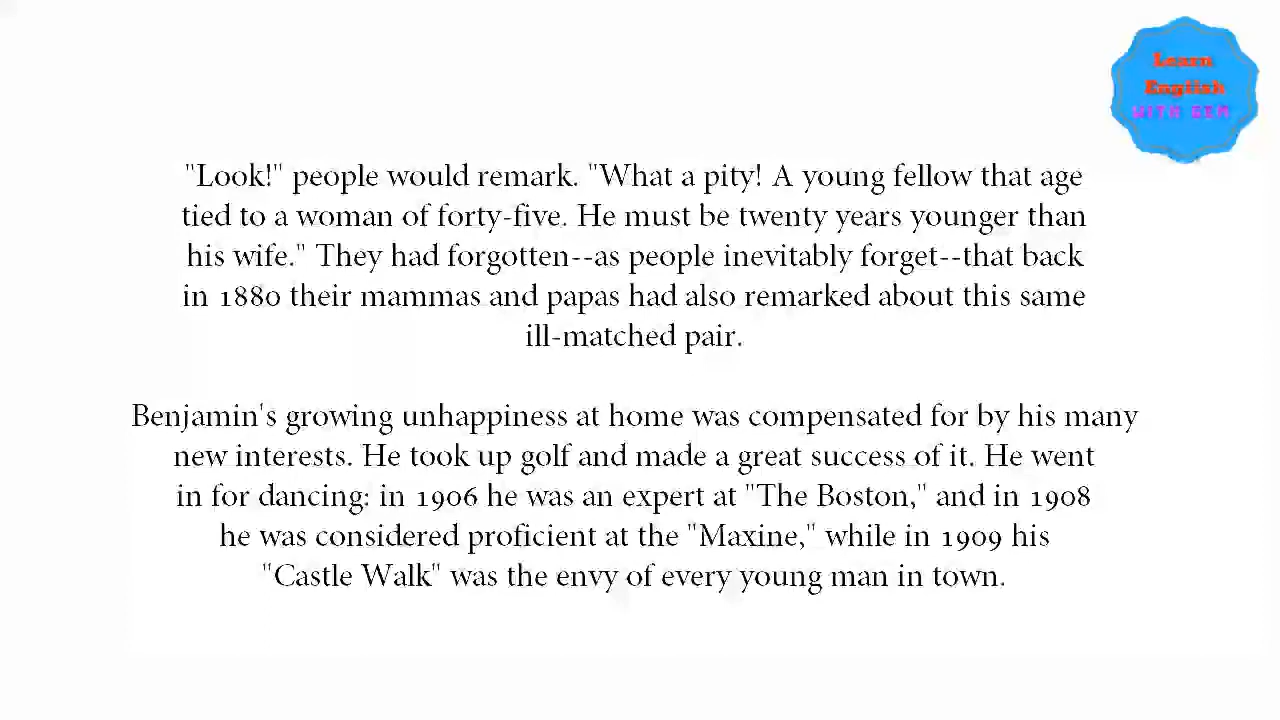 Learn
English
WITH GEM
"Look!" people would remark. "What a pity! A young fellow that age
tied to a woman of forty-five. He must be twenty years younger than
his wife." They had forgotten--as people inevitably forget--that back
in 1880 their mammas and papas had also remarked about this same
ill-matched pair.
Benjamin's growing unhappiness at home was compensated for by his many
new interests. He took up golf and made a great success of it. He went
in for dancing: in 1906 he was an expert at "The Boston," and in 1908
he was considered proficient at the "Maxine," while in 1909 his
"Castle Walk" was the envy of every young man in town.